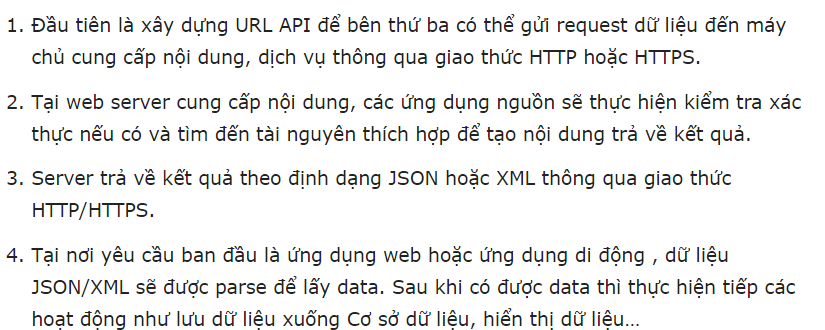 1. Đầu tiên là xây dựng URL API để bên thứ ba có thể gửi request dữ liệu đến máy
chủ cung cấp nội dung, dịch vụ thông qua giao thức HTTP hoặc HTTPS.
2. Tại web server cung cấp nội dung, các ứng dụng nguồn sẽ thực hiện kiểm tra xác
thực nếu có và tìm đến tài nguyên thích hợp để tạo nội dung trả về kết quả.
3. Server trả về kết quả theo định dạng JSON hoặc XML thông qua giao thức
HTTP/HTTPS.
4. Tại nơi yêu cầu ban đầu là ứng dụng web hoặc ứng dụng di động , dữ liệu
JSON/XML sẽ được parse để lấy data. Sau khi có được data thì thực hiện tiếp các
hoạt động như lưu dữ liệu xuống Cơ sở dữ liệu, hiển thị dữ liệu…